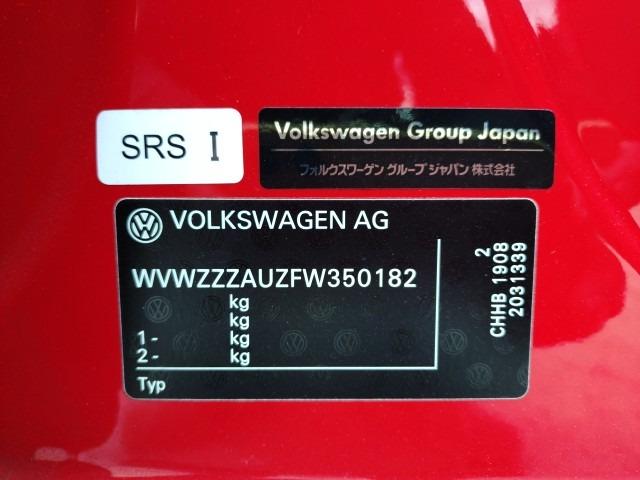 SRS I
Volkswagen Group Japan
フォルクスワーゲン グループ ジャパン 株式会社
VOLKSWAGEN AG
WVWZZZAUZFW350182
kg
kg
1- kg
2- kg
Typ
2
CHHB 1908
2031339